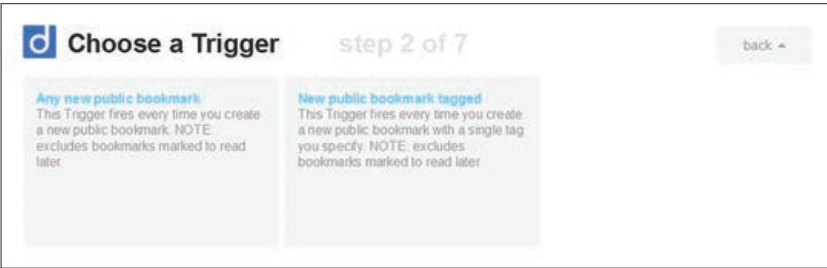 d Choose a Trigger step 2 of 7 back
Any new public bookmark
This Trigger fires every time you create
a new public bookmark. NOTE:
excludes bookmarks marked to read
later
New public bookmark tagged
This Trigger fires every time you create
a new public bookmark with a single tag
you specify. NOTE: excludes
bookmarks marked to read later